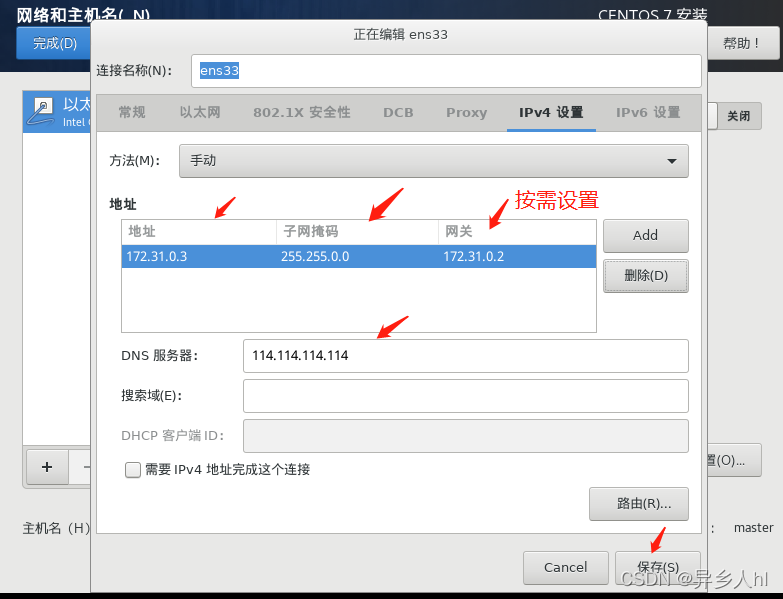 网络和主机名(_N)
CENTOS 7 安装
完成(D)
帮助！
正在编辑 ens33
连接名称(N)： ens33
以太
Intel
关闭
常规 以太网 802.1X 安全性 DCB Proxy IPv4 设置 IPv6 设置
方法(M)： 手动
按需设置
地址
地址 子网掩码 网关
172.31.0.3 255.255.0.0 172.31.0.2
Add
删除(D)
DNS 服务器： 114.114.114.114
搜索域(E)：
DHCP 客户端 ID：
需要 IPv4 地址完成这个连接
置(O)...
路由(R)...
主机名（H）
： master
Cancel 保存(S)
CSDN @异乡人hl